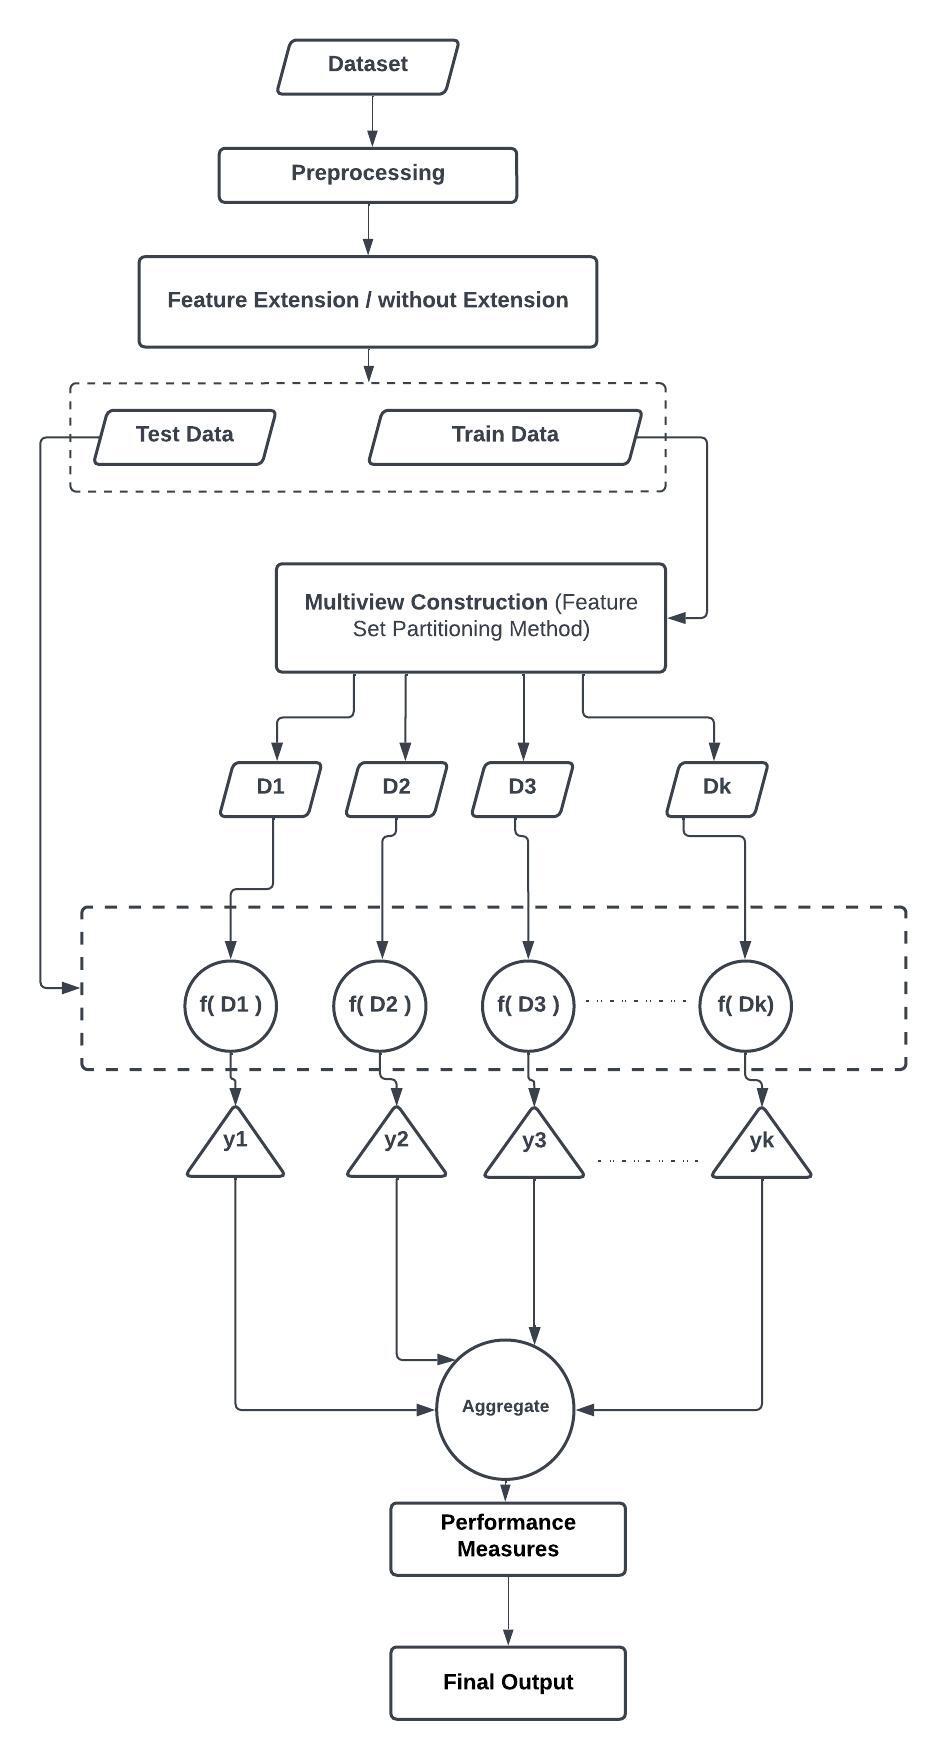 Dataset
Preprocessing
Feature Extension / without Extension
Test Data
Train Data
Multiview Construction (Feature
Set Partitioning Method)
D1
D2
D3
Dk
f( D1 )
f( D2 )
f( D3 )
f( Dk)
y1
y2
y3
yk
Aggregate
Performance
Measures
Final Output